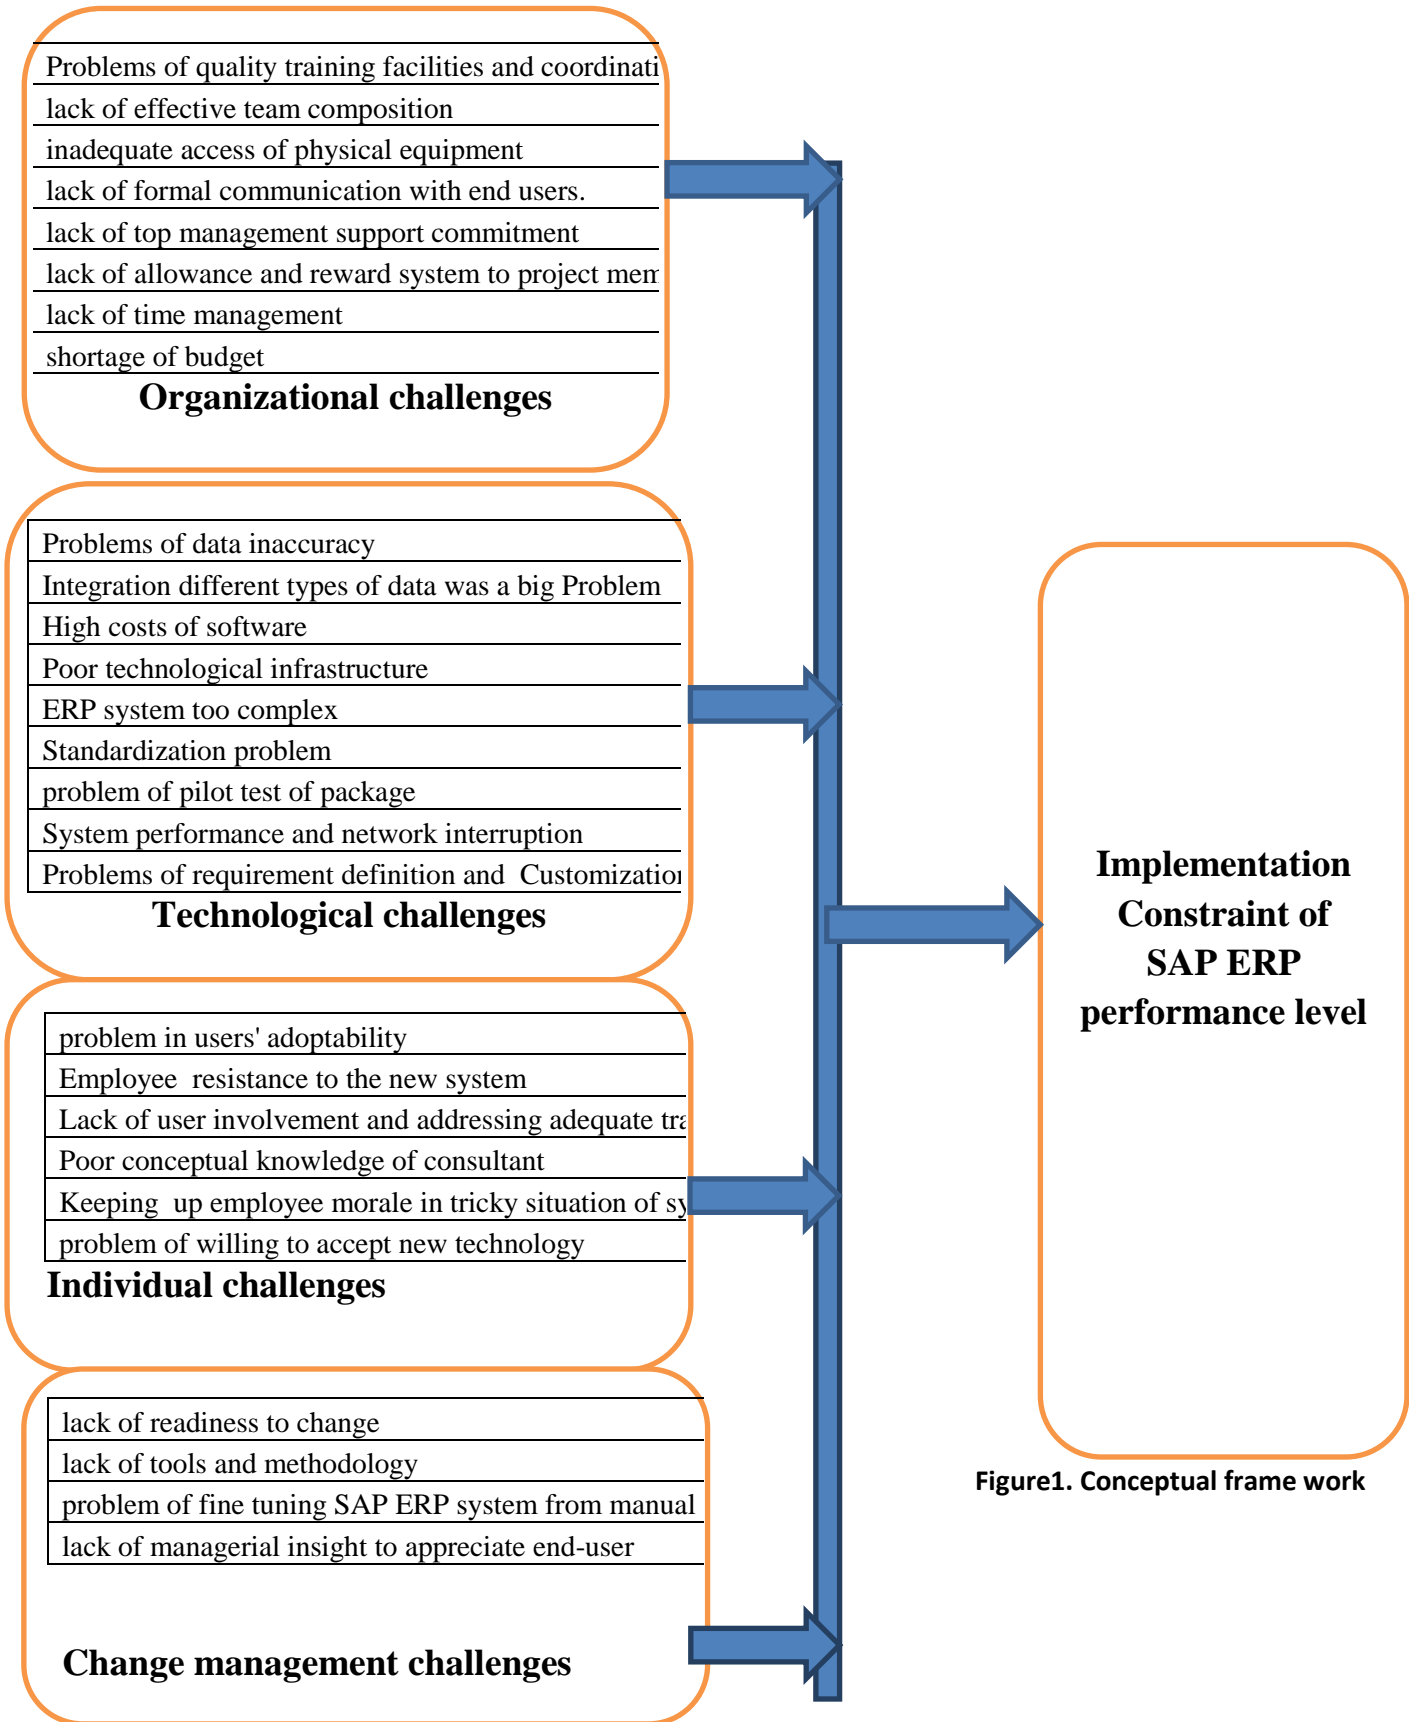 Problems of quality training facilities and coordinati
lack of effective team composition
inadequate access of physical equipment
lack of formal communication with end users.
lack of top management support commitment
lack of allowance and reward system to project mem
lack of time management
shortage of budget
Organizational challenges
Problems of data inaccuracy
Integration different types of data was a big Problem
High costs of software
Poor technological infrastructure
ERP system too complex
Standardization problem
problem of pilot test of package
System performance and network interruption
Problems of requirement definition and Customization
Technological challenges
problem in users' adoptability
Employee resistance to the new system
Lack of user involvement and addressing adequate tra
Poor conceptual knowledge of consultant
Keeping up employee morale in tricky situation of sy
problem of willing to accept new technology
Individual challenges
lack of readiness to change
lack of tools and methodology
problem of fine tuning SAP ERP system from manual
lack of managerial insight to appreciate end-user
Change management challenges
Implementation
Constraint of
SAP ERP
performance level
Figure1. Conceptual frame work